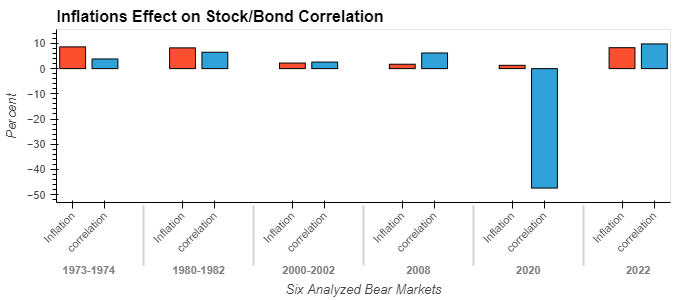 Inflations Effect on Stock/Bond Correlation
Percent
10
0
−10
−20
−30
−40
−50
Inflation correlation Inflation correlation Inflation correlation Inflation correlation Inflation correlation Inflation correlation
1973-1974 1980-1982 2000-2002 2008 2020 2022
Six Analyzed Bear Markets